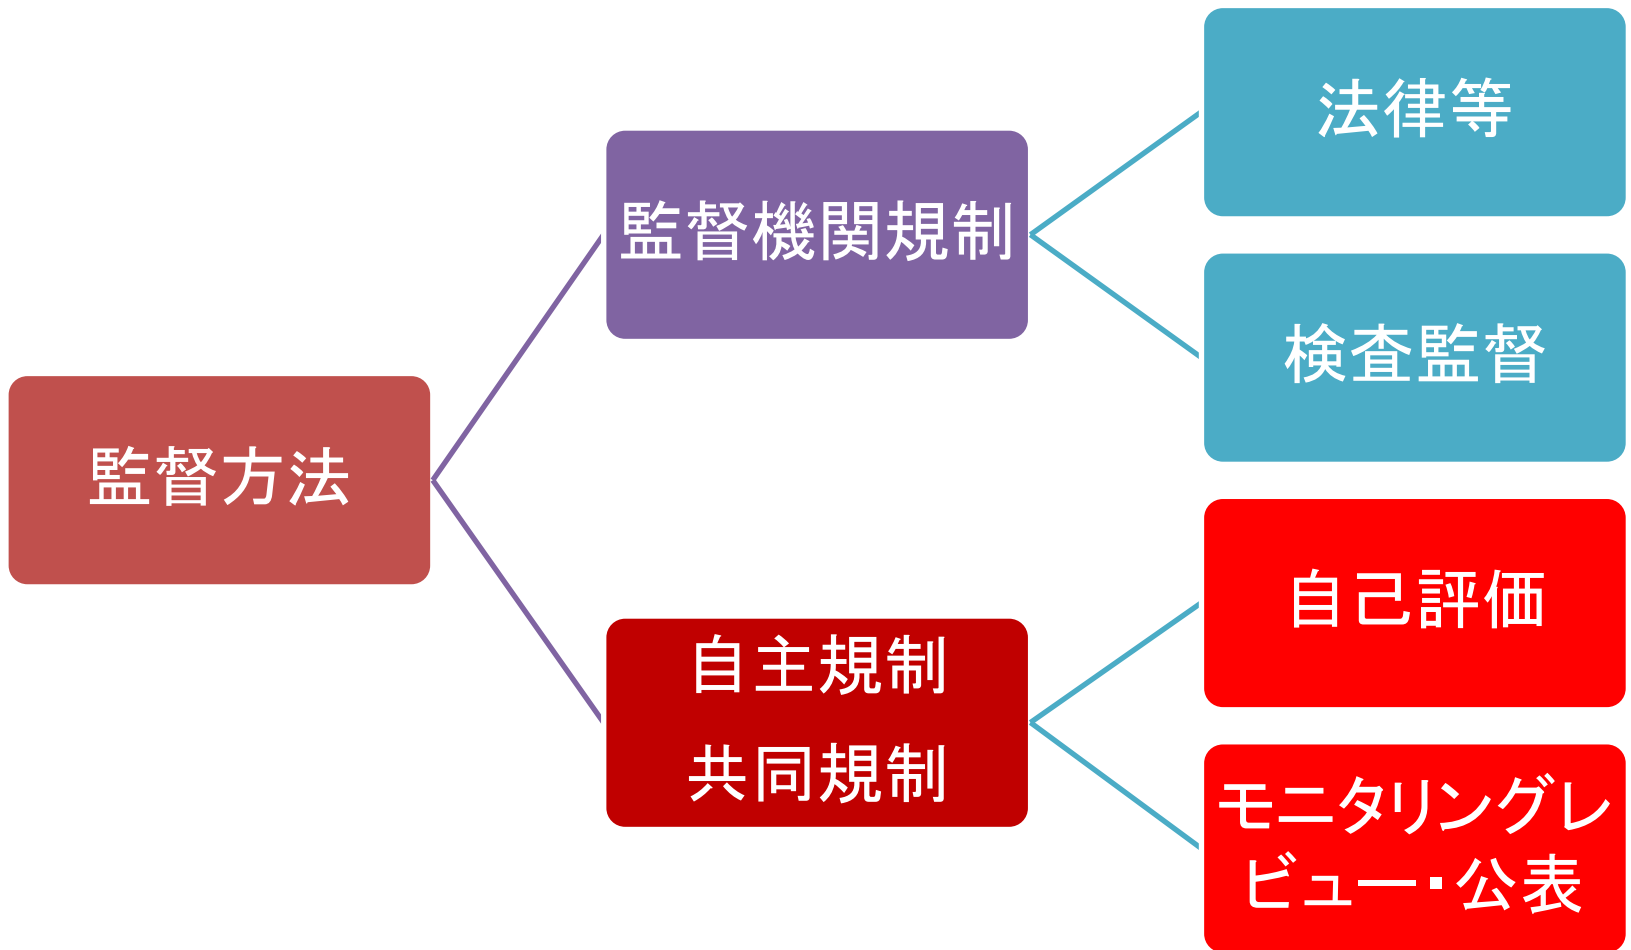 監督方法
監督機関規制
法律等
検査監督
自主規制
共同規制
自己評価
モニタリングレ
ビュー・公表